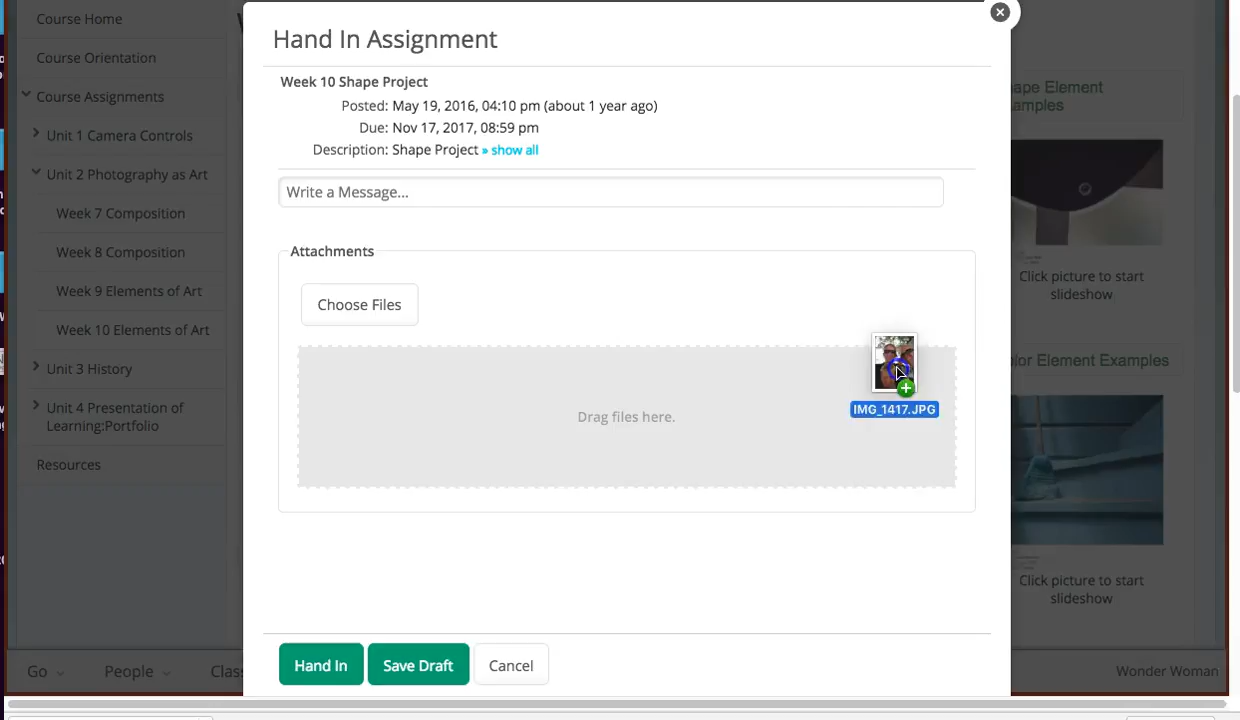 Course Home
Course Orientation
Course Assignments
Unit 1 Camera Controls
Unit 2 Photography as Art
Week 7 Composition
Week 8 Composition
Week 9 Elements of Art
Week 10 Elements of Art
Unit 3 History
Unit 4 Presentation of
Learning:Portfolio
Resources
Hand In Assignment
Week 10 Shape Project
Posted: May 19, 2016, 04:10 pm (about 1 year ago)
Due: Nov 17, 2017, 08:59 pm
Description: Shape Project » show all
Write a Message...
Attachments
Choose Files
Drag files here.
IMG_1417.JPG
Hand In
Save Draft
Cancel
ape Element
amples
Click picture to start
slideshow
lor Element Examples
Click picture to start
slideshow
Go
People
Clas
Wonder Woman